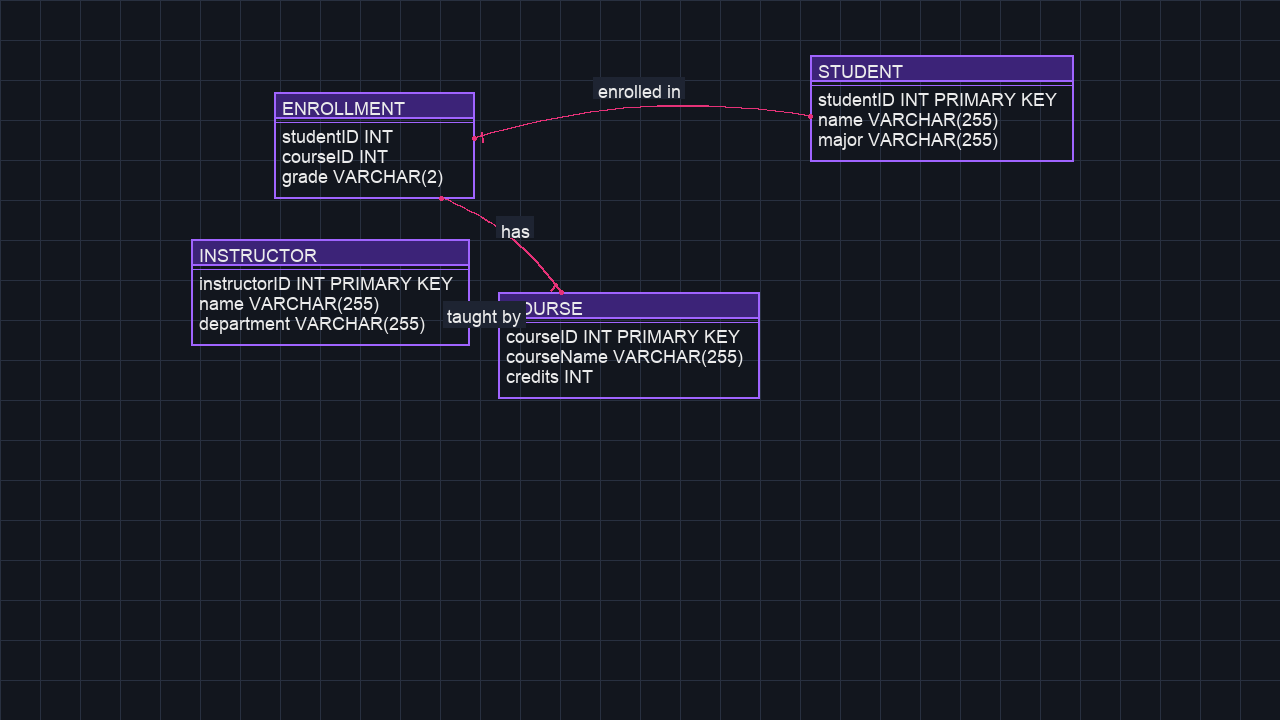 STUDENT
studentID INT PRIMARY KEY
name VARCHAR(255)
major VARCHAR(255)
enrolled in
ENROLLMENT
studentID INT
courseID INT
grade VARCHAR(2)
has
INSTRUCTOR
instructorID INT PRIMARY KEY
name VARCHAR(255)
department VARCHAR(255)
taught by
OURSE
courseID INT PRIMARY KEY
courseName VARCHAR(255)
credits INT